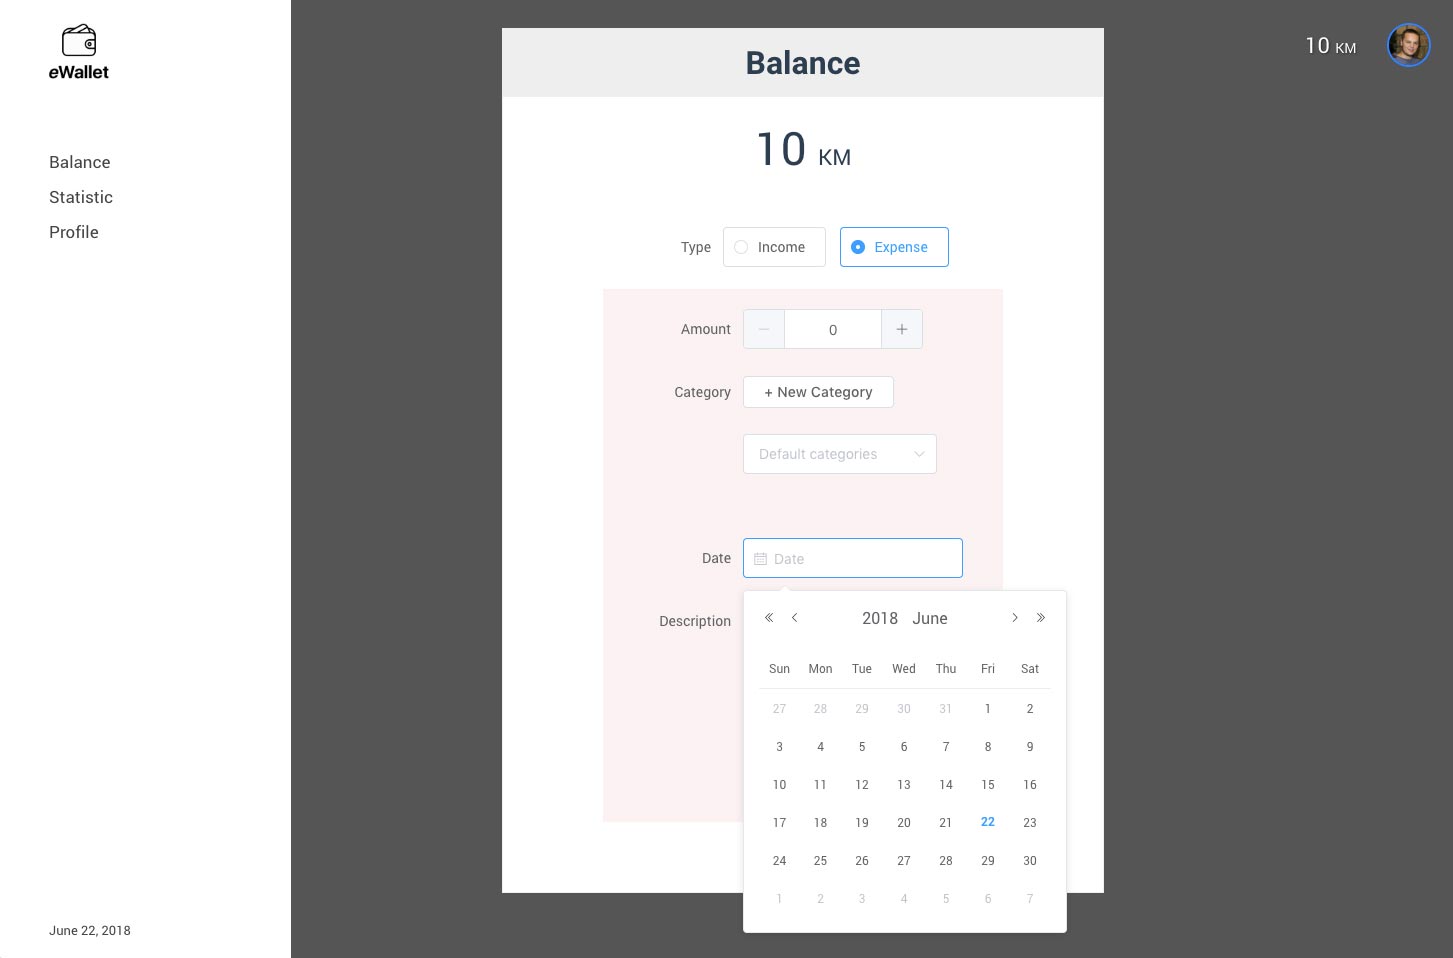 eWallet
Balance
Statistic
Profile
June 22, 2018
Balance
10 KM
10 KM
Type Income Expense
Amount − 0 +
Category + New Category
Default categories
Date Date
Description
2018 June
Sun Mon Tue Wed Thu Fri Sat
27 28 29 30 31 1 2
3 4 5 6 7 8 9
10 11 12 13 14 15 16
17 18 19 20 21 22 23
24 25 26 27 28 29 30
1 2 3 4 5 6 7